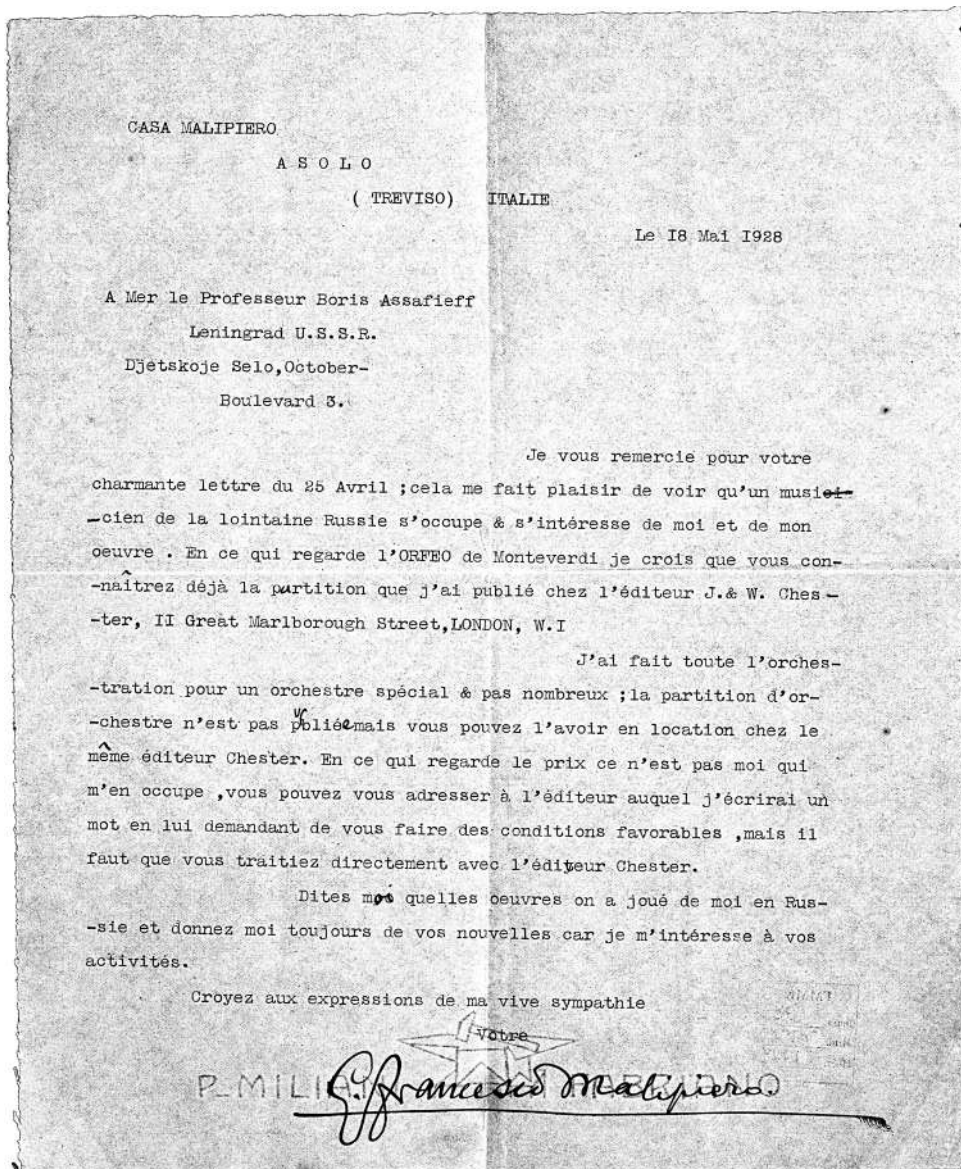 CASA MALIPIERO
A S O L O
( TREVISO) ITALIE
Le I8 Mai I928
A Mer le Professeur Boris Assafieff
Leningrad U.S.S.R.
Djetskoje Selo,October-
Boulevard 3.
Je vous remercie pour votre
charmante lettre du 25 Avril ;cela me fait plaisir de voir qu'un musi
-cien de la lointaine Russie s'occupe & s'intéresse de moi et de mon
oeuvre . En ce qui regarde l'ORFEO de Monteverdi je crois que vous con-
-naîtrez déjà la partition que j'ai publié chez l'éditeur J.& W. Ches-
-ter, II Great Marlborough Street,LONDON, W.I
J'ai fait toute l'orches-
-tration pour un orchestre spécial & pas nombreux ;la partition d'or-
-chestre n'est pas publiée mais vous pouvez l'avoir en location chez le
même éditeur Chester. En ce qui regarde le prix ce n'est pas moi qui
m'en occupe ,vous pouvez vous adresser à l'éditeur auquel j'écrirai un
mot en lui demandant de vous faire des conditions favorables ,mais il
faut que vous traitiez directement avec l'éditeur Chester.
Dites moi quelles oeuvres on a joué de moi en Rus-
-sie et donnez moi toujours de vos nouvelles car je m'intéresse à vos
activités.
Croyez aux expressions de ma vive sympathie
Votre
G. Francesco Malipiero